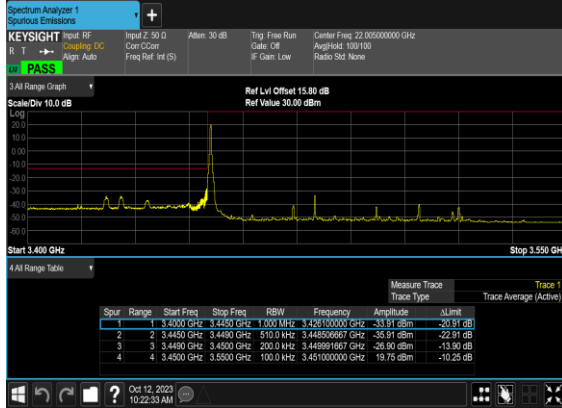 Spectrum Analyzer 1
Spurious Emissions
+
KEYSIGHT Input: RF Input Z: 50 Ω Atten: 30 dB Trig: Free Run Center Freq: 22.005000000 GHz
R T Coupling: DC Corr CCorr Gate: Off Avg|Hold: 100/100
Align: Auto Freq Ref: Int (S) IF Gain: Low Radio Std: None
PASS
3 All Range Graph
Ref Lvl Offset 15.80 dB
Scale/Div 10.0 dB Ref Value 30.00 dBm
Log
20.0
10.0
0.00
-10.0
-20.0
-30.0
-40.0
-50.0
-60.0
Start 3.400 GHz Stop 3.550 GH
4 All Range Table
Measure Trace Trace 1
Trace Type Trace Average (Active)
Spur Range Start Freq Stop Freq RBW Frequency Amplitude ΔLimit
1 1 3.4000 GHz 3.4450 GHz 1.000 MHz 3.426100000 GHz -33.91 dBm -20.91 dB
2 2 3.4450 GHz 3.4490 GHz 510.0 kHz 3.448506667 GHz -35.91 dBm -22.91 dB
3 3 3.4490 GHz 3.4500 GHz 200.0 kHz 3.449991667 GHz -26.90 dBm -13.90 dB
4 4 3.4500 GHz 3.5500 GHz 100.0 kHz 3.451000000 GHz 19.75 dBm -10.25 dB
? Oct 12, 2023
10:22:33 AM